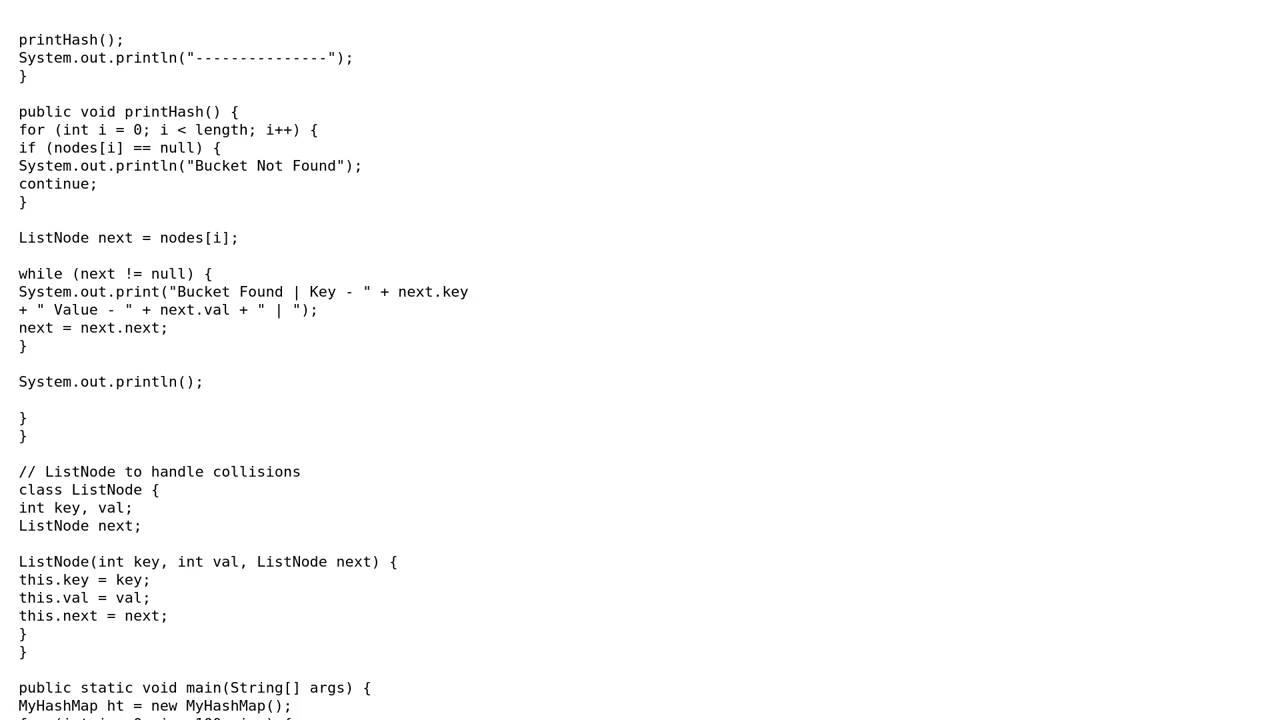 printHash();
System.out.println("---------------");
}
public void printHash() {
for (int i = 0; i < length; i++) {
if (nodes[i] == null) {
System.out.println("Bucket Not Found");
continue;
}
ListNode next = nodes[i];
while (next != null) {
System.out.print("Bucket Found | Key - " + next.key
+ " Value - " + next.val + " | ");
next = next.next;
}
System.out.println();
}
}
// ListNode to handle collisions
class ListNode {
int key, val;
ListNode next;
ListNode(int key, int val, ListNode next) {
this.key = key;
this.val = val;
this.next = next;
}
}
public static void main(String[] args) {
MyHashMap ht = new MyHashMap();